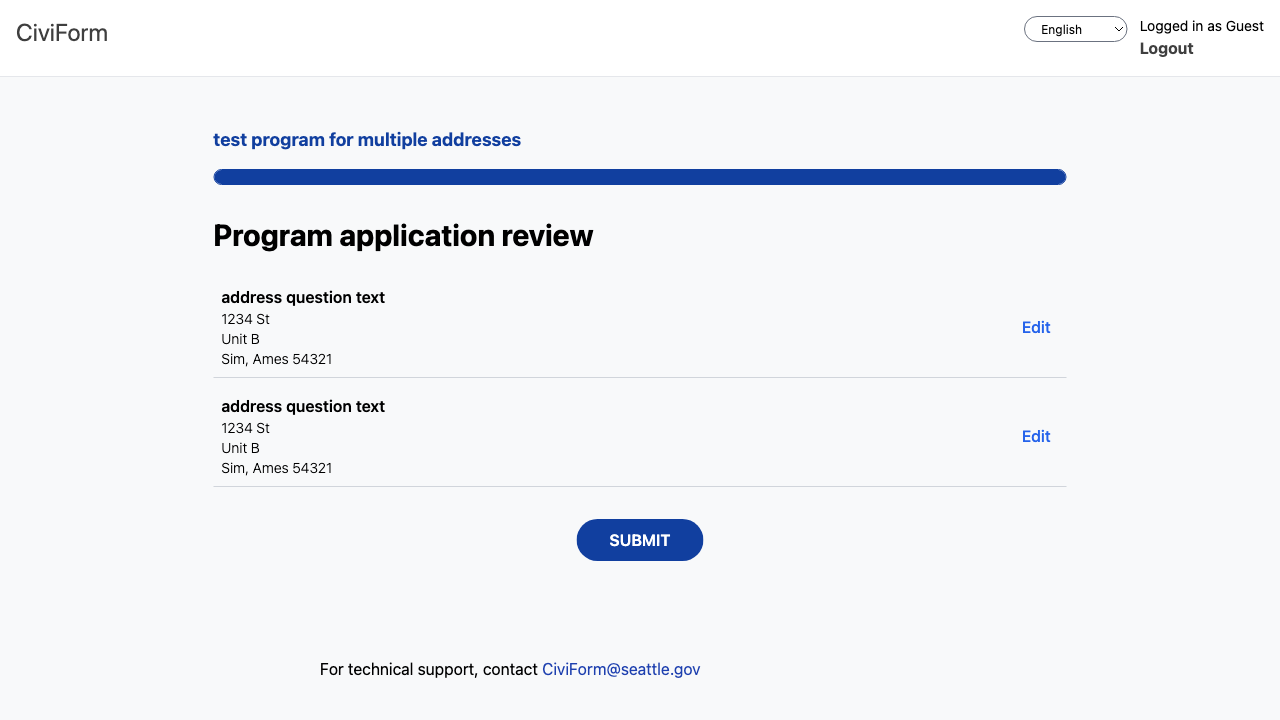 CiviForm
English
Logged in as Guest
Logout
test program for multiple addresses
Program application review
address question text
1234 St
Unit B
Sim, Ames 54321
Edit
address question text
1234 St
Unit B
Sim, Ames 54321
Edit
SUBMIT
For technical support, contact CiviForm@seattle.gov